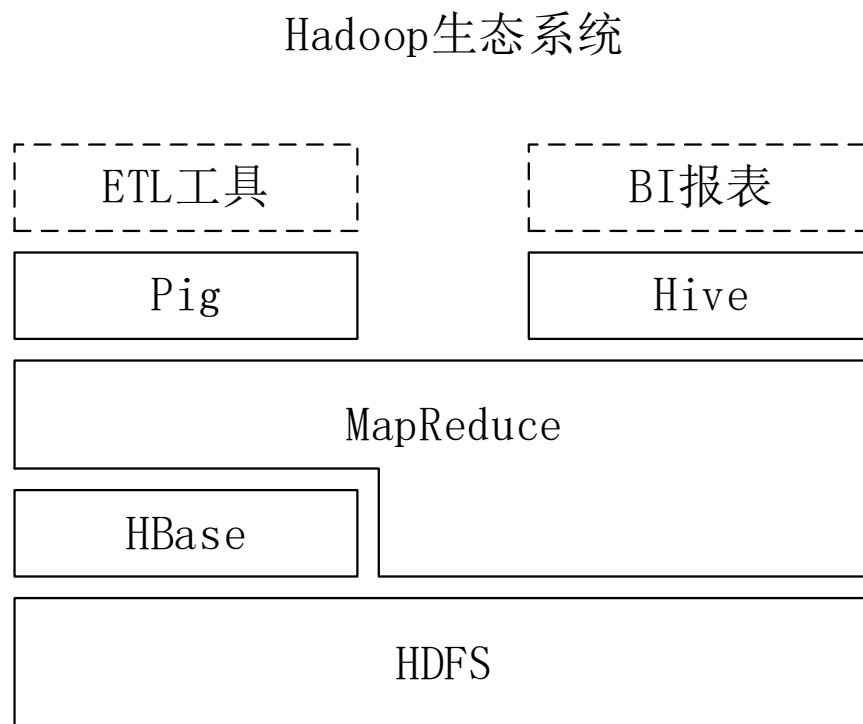 Hadoop生态系统
ETL工具
BI报表
Pig
Hive
MapReduce
HBase
HDFS